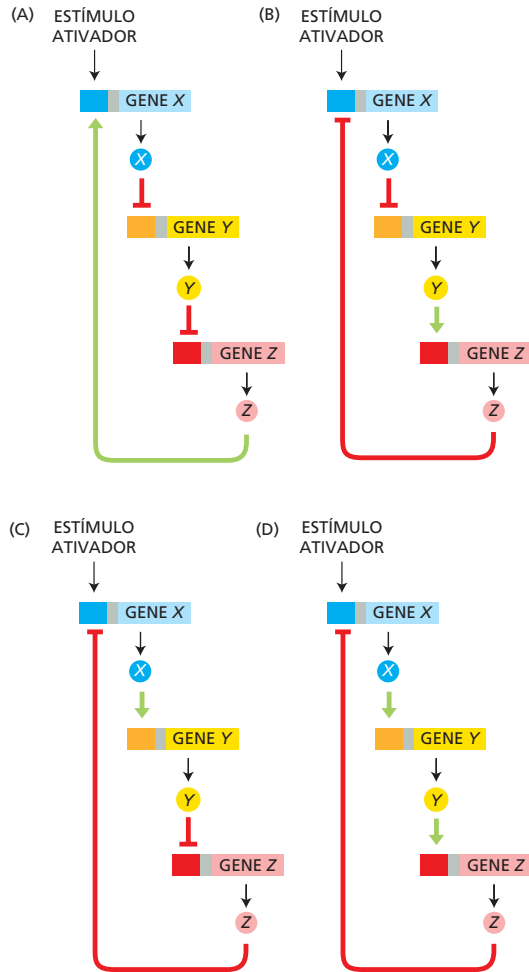 (A)
ESTÍMULO
ATIVADOR
GENE X
X
GENE Y
Y
GENE Z
Z
(B)
ESTÍMULO
ATIVADOR
GENE X
X
GENE Y
Y
GENE Z
Z
(C)
ESTÍMULO
ATIVADOR
GENE X
X
GENE Y
Y
GENE Z
Z
(D)
ESTÍMULO
ATIVADOR
GENE X
X
GENE Y
Y
GENE Z
Z